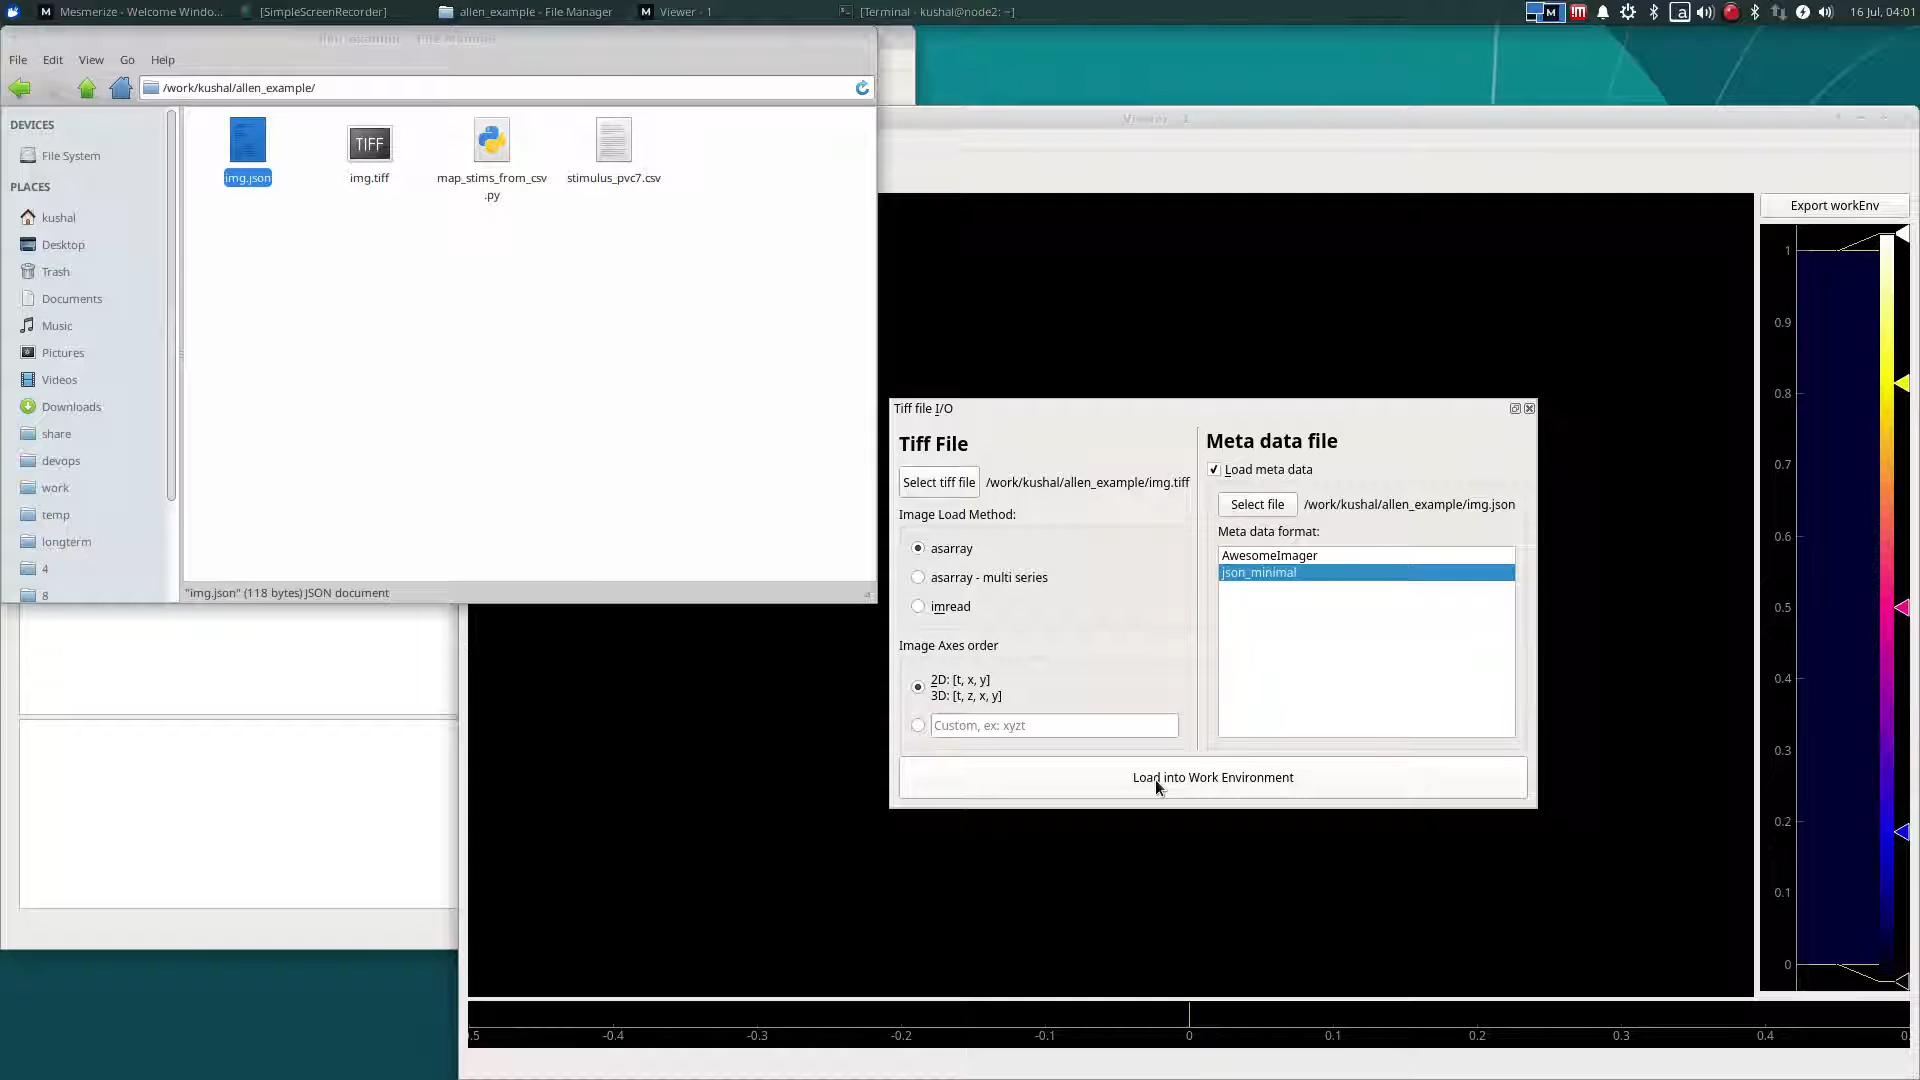 Mesmerize - Welcome Windo...
[SimpleScreenRecorder]
allen_example - File Manager
Viewer - 1
[Terminal - kushal@node2: ~]
16 Jul, 04:01
allen_example - File Manager
File Edit View Go Help
/work/kushal/allen_example/
DEVICES
File System
PLACES
kushal
Desktop
Trash
Documents
Music
Pictures
Videos
Downloads
share
devops
work
temp
longterm
4
8
TIFF
img.json
img.tiff
map_stims_from_csv
.py
stimulus_pvc7.csv
"img.json" (118 bytes) JSON document
Viewer - 1
Export workEnv
1
0.9
0.8
0.7
0.6
0.5
0.4
0.3
0.2
0.1
0
Tiff file I/O
Tiff File
Select tiff file /work/kushal/allen_example/img.tiff
Image Load Method:
asarray
asarray - multi series
imread
Image Axes order
2D: [t, x, y]
3D: [t, z, x, y]
Custom, ex: xyzt
Meta data file
Load meta data
Select file /work/kushal/allen_example/img.json
Meta data format:
AwesomeImager
json_minimal
Load into Work Environment
.5 -0.4 -0.3 -0.2 -0.1 0 0.1 0.2 0.3 0.4 0.